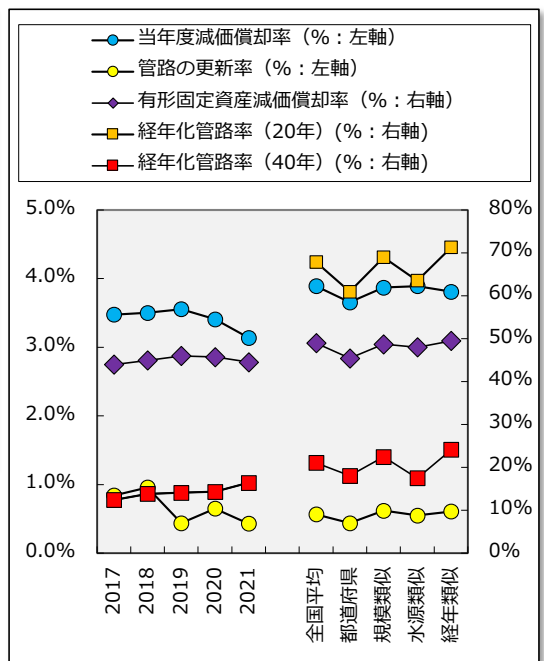 当年度減価償却率（%：左軸）
管路の更新率（%：左軸）
有形固定資産減価償却率（%：右軸）
経年化管路率（20年）(%：右軸)
経年化管路率（40年）(%：右軸)
5.0%
4.0%
3.0%
2.0%
1.0%
0.0%
80%
70%
60%
50%
40%
30%
20%
10%
0%
2017
2018
2019
2020
2021
全国平均
都道府県
規模類似
水源類似
経年類似